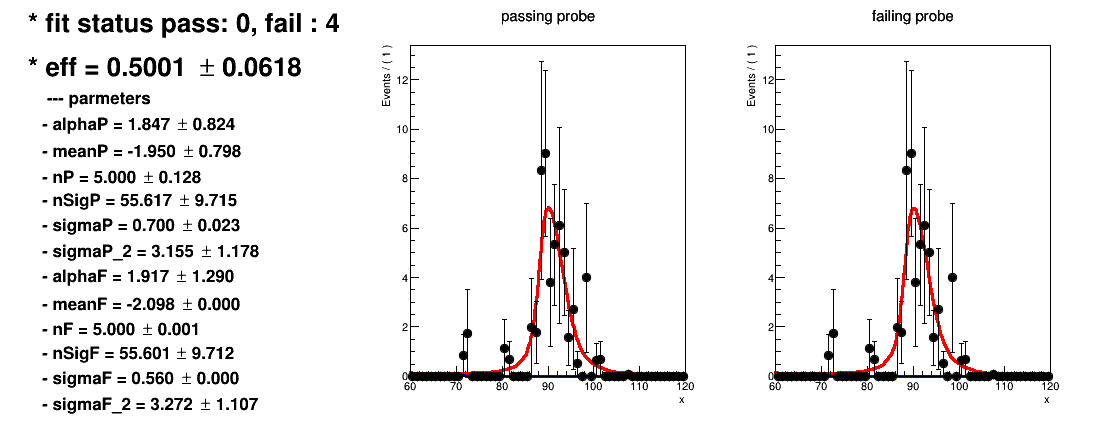 * fit status pass: 0, fail : 4
* eff = 0.5001 ± 0.0618
--- parmeters
- alphaP = 1.847 ± 0.824
- meanP = -1.950 ± 0.798
- nP = 5.000 ± 0.128
- nSigP = 55.617 ± 9.715
- sigmaP = 0.700 ± 0.023
- sigmaP_2 = 3.155 ± 1.178
- alphaF = 1.917 ± 1.290
- meanF = -2.098 ± 0.000
- nF = 5.000 ± 0.001
- nSigF = 55.601 ± 9.712
- sigmaF = 0.560 ± 0.000
- sigmaF_2 = 3.272 ± 1.107
passing probe
Events / ( 1 )
12
10
8
6
4
2
0
60 70 80 90 100 110 120
x
failing probe
Events / ( 1 )
12
10
8
6
4
2
0
60 70 80 90 100 110 120
x